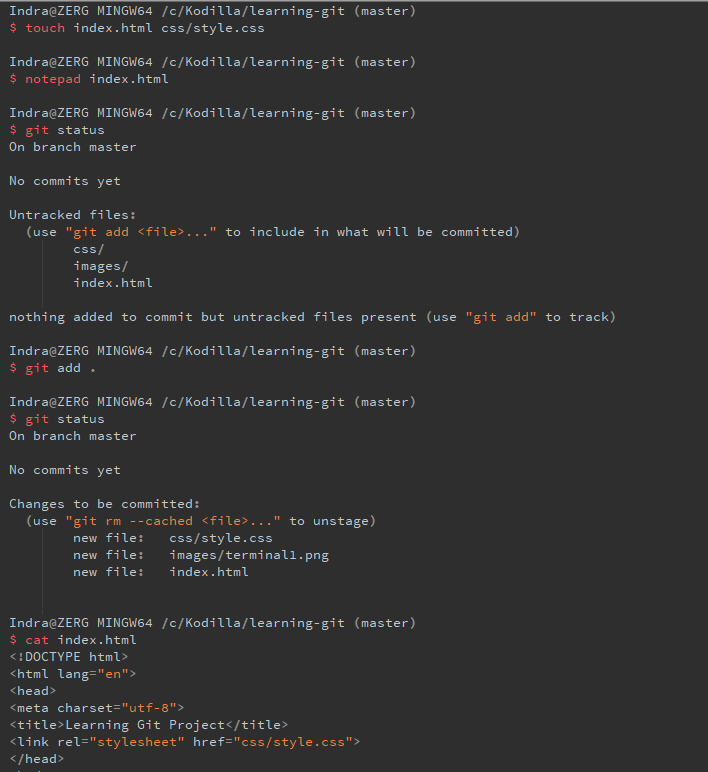 Indra@ZERG MINGW64 /c/Kodilla/learning-git (master)
$ touch index.html css/style.css
Indra@ZERG MINGW64 /c/Kodilla/learning-git (master)
$ notepad index.html
Indra@ZERG MINGW64 /c/Kodilla/learning-git (master)
$ git status
On branch master
No commits yet
Untracked files:
(use "git add <file>..." to include in what will be committed)
css/
images/
index.html
nothing added to commit but untracked files present (use "git add" to track)
Indra@ZERG MINGW64 /c/Kodilla/learning-git (master)
$ git add .
Indra@ZERG MINGW64 /c/Kodilla/learning-git (master)
$ git status
On branch master
No commits yet
Changes to be committed:
(use "git rm --cached <file>..." to unstage)
new file:   css/style.css
new file:   images/terminal1.png
new file:   index.html
Indra@ZERG MINGW64 /c/Kodilla/learning-git (master)
$ cat index.html
<!DOCTYPE html>
<html lang="en">
<head>
<meta charset="utf-8">
<title>Learning Git Project</title>
<link rel="stylesheet" href="css/style.css">
</head>